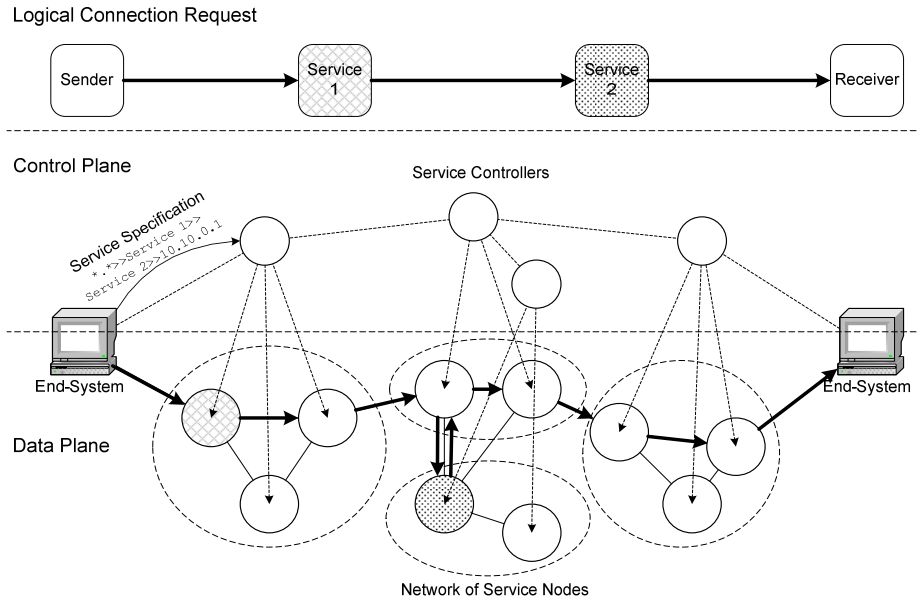 Logical Connection Request
Sender
Service
1
Service
2
Receiver
Control Plane
Service Controllers
Service Specification
*.*>>Service 1>>
Service 2>>10.10.0.1
End-System
End-System
Data Plane
Network of Service Nodes